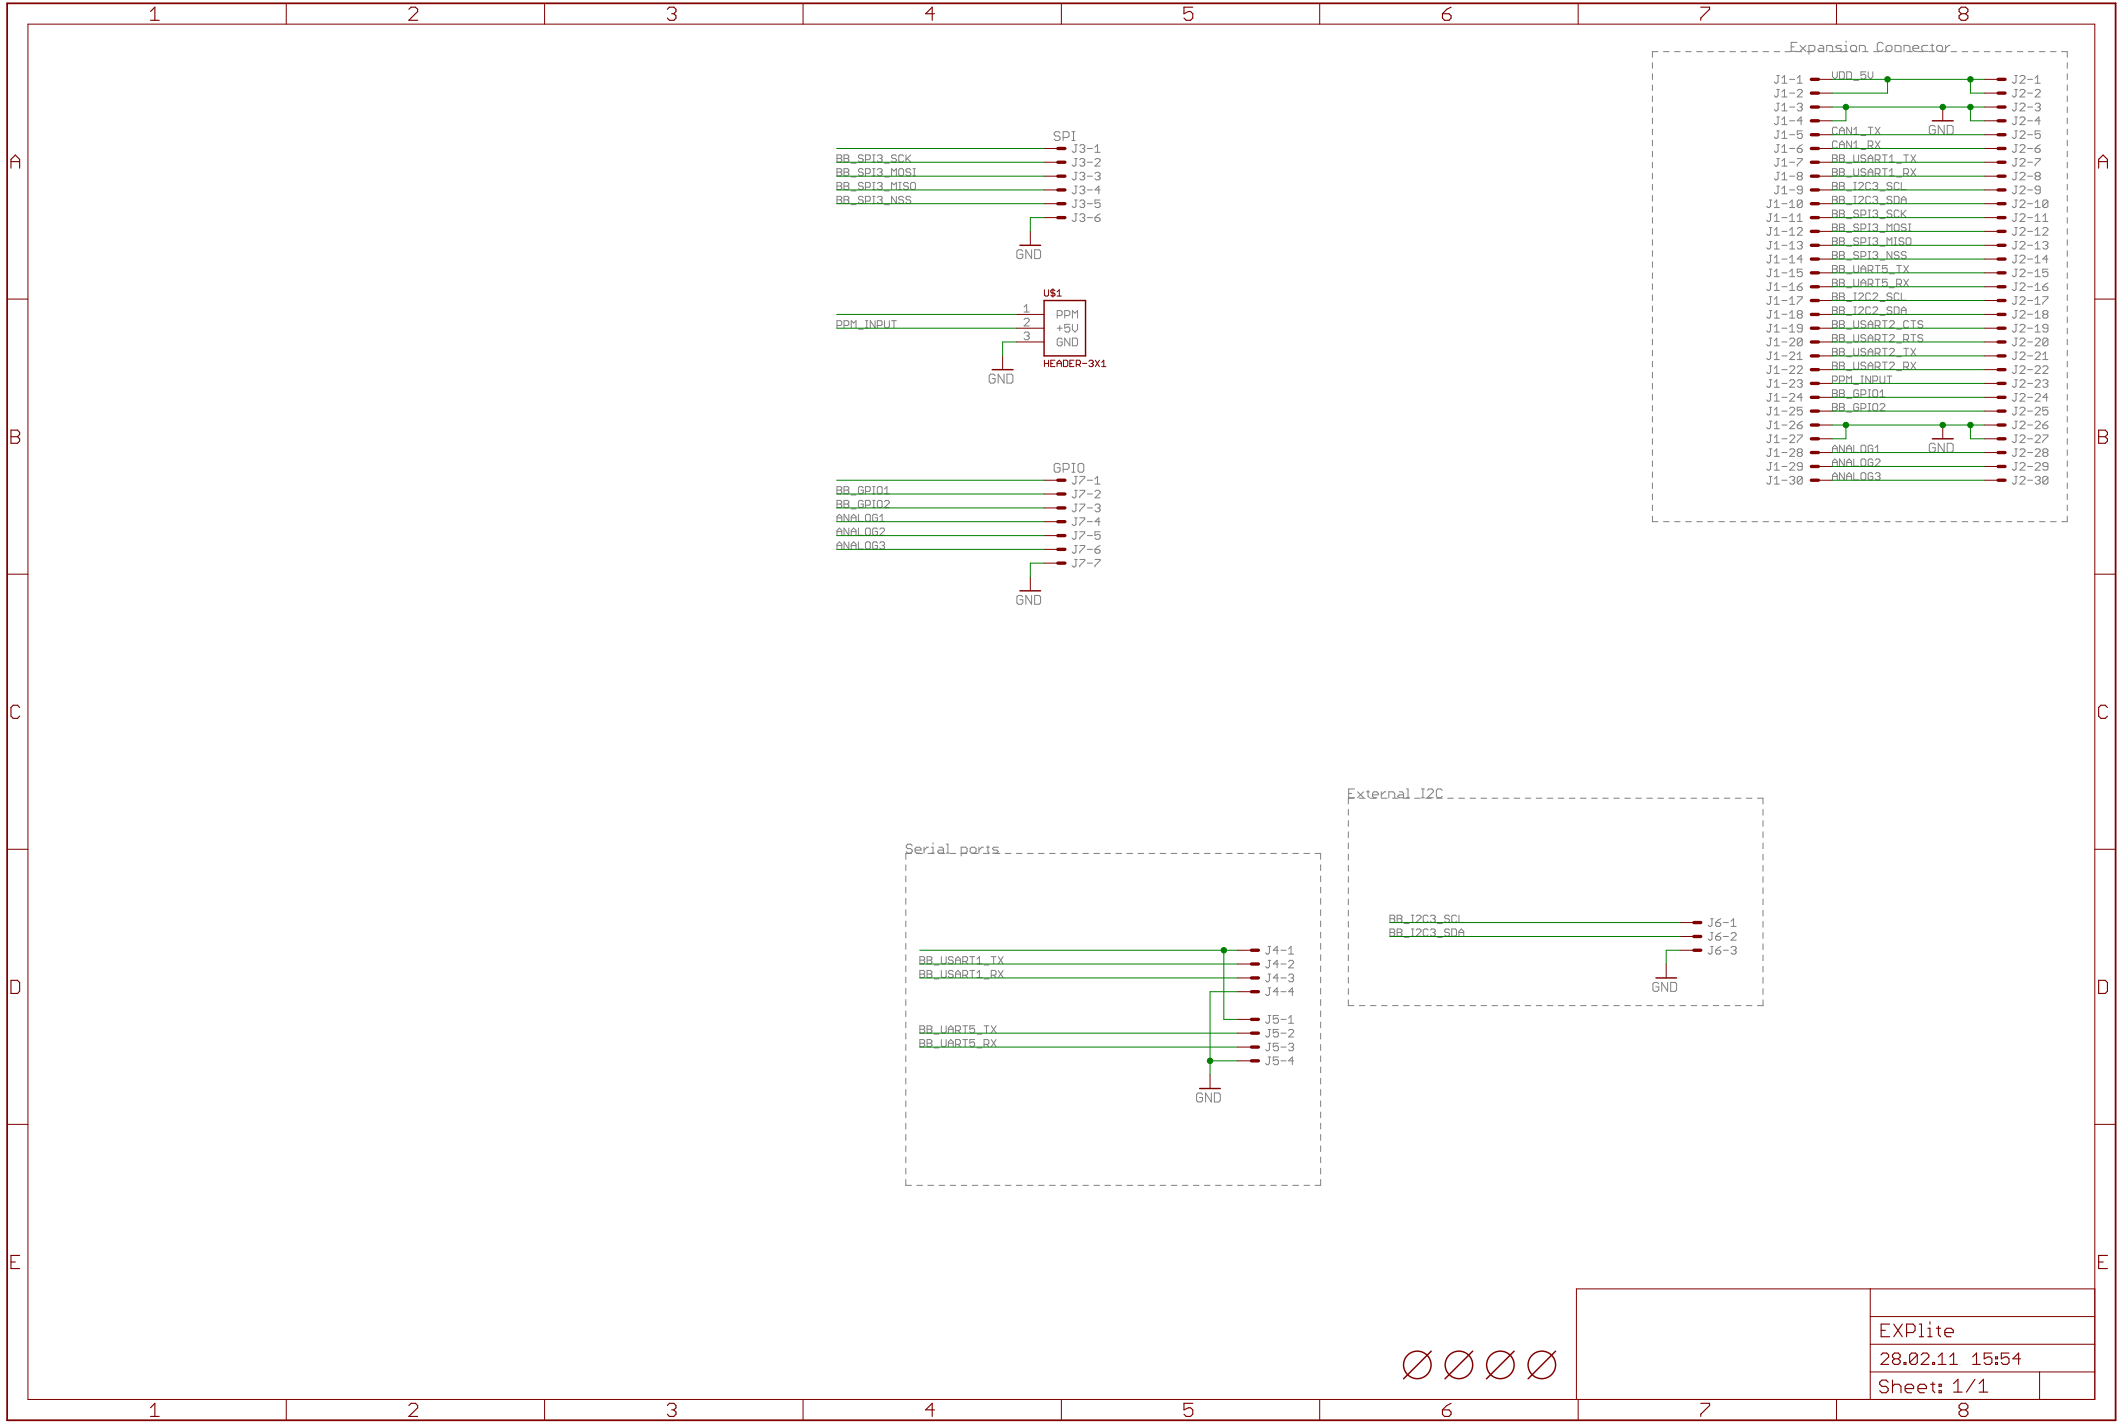 1 2 3 4 5 6 7 8
A A
B B
C C
D D
E E
Expansion Connector
J1-1 VDD_5V J2-1
J1-2 J2-2
J1-3 J2-3
J1-4 GND J2-4
J1-5 CAN1_TX J2-5
J1-6 CAN1_RX J2-6
J1-7 BB_USART1_TX J2-7
J1-8 BB_USART1_RX J2-8
J1-9 BB_I2C3_SCL J2-9
J1-10 BB_I2C3_SDA J2-10
J1-11 BB_SPI3_SCK J2-11
J1-12 BB_SPI3_MOSI J2-12
J1-13 BB_SPI3_MISO J2-13
J1-14 BB_SPI3_NSS J2-14
J1-15 BB_UART5_TX J2-15
J1-16 BB_UART5_RX J2-16
J1-17 BB_I2C2_SCL J2-17
J1-18 BB_I2C2_SDA J2-18
J1-19 BB_USART2_CTS J2-19
J1-20 BB_USART2_RTS J2-20
J1-21 BB_USART2_TX J2-21
J1-22 BB_USART2_RX J2-22
J1-23 PPM_INPUT J2-23
J1-24 BB_GPIO1 J2-24
J1-25 BB_GPIO2 J2-25
J1-26 J2-26
J1-27 GND J2-27
J1-28 ANALOG1 J2-28
J1-29 ANALOG2 J2-29
J1-30 ANALOG3 J2-30
SPI
J3-1
BB_SPI3_SCK J3-2
BB_SPI3_MOSI J3-3
BB_SPI3_MISO J3-4
BB_SPI3_NSS J3-5
J3-6
GND
U$1
1 PPM
PPM_INPUT 2 +5V
3 GND
HEADER-3X1
GND
GPIO
J7-1
BB_GPIO1 J7-2
BB_GPIO2 J7-3
ANALOG1 J7-4
ANALOG2 J7-5
ANALOG3 J7-6
J7-7
GND
External I2C
BB_I2C3_SCL J6-1
BB_I2C3_SDA J6-2
J6-3
GND
Serial ports
J4-1
BB_USART1_TX J4-2
BB_USART1_RX J4-3
J4-4
J5-1
BB_UART5_TX J5-2
BB_UART5_RX J5-3
J5-4
GND
EXPlite
28.02.11 15:54
Sheet: 1/1
1 2 3 4 5 6 7 8